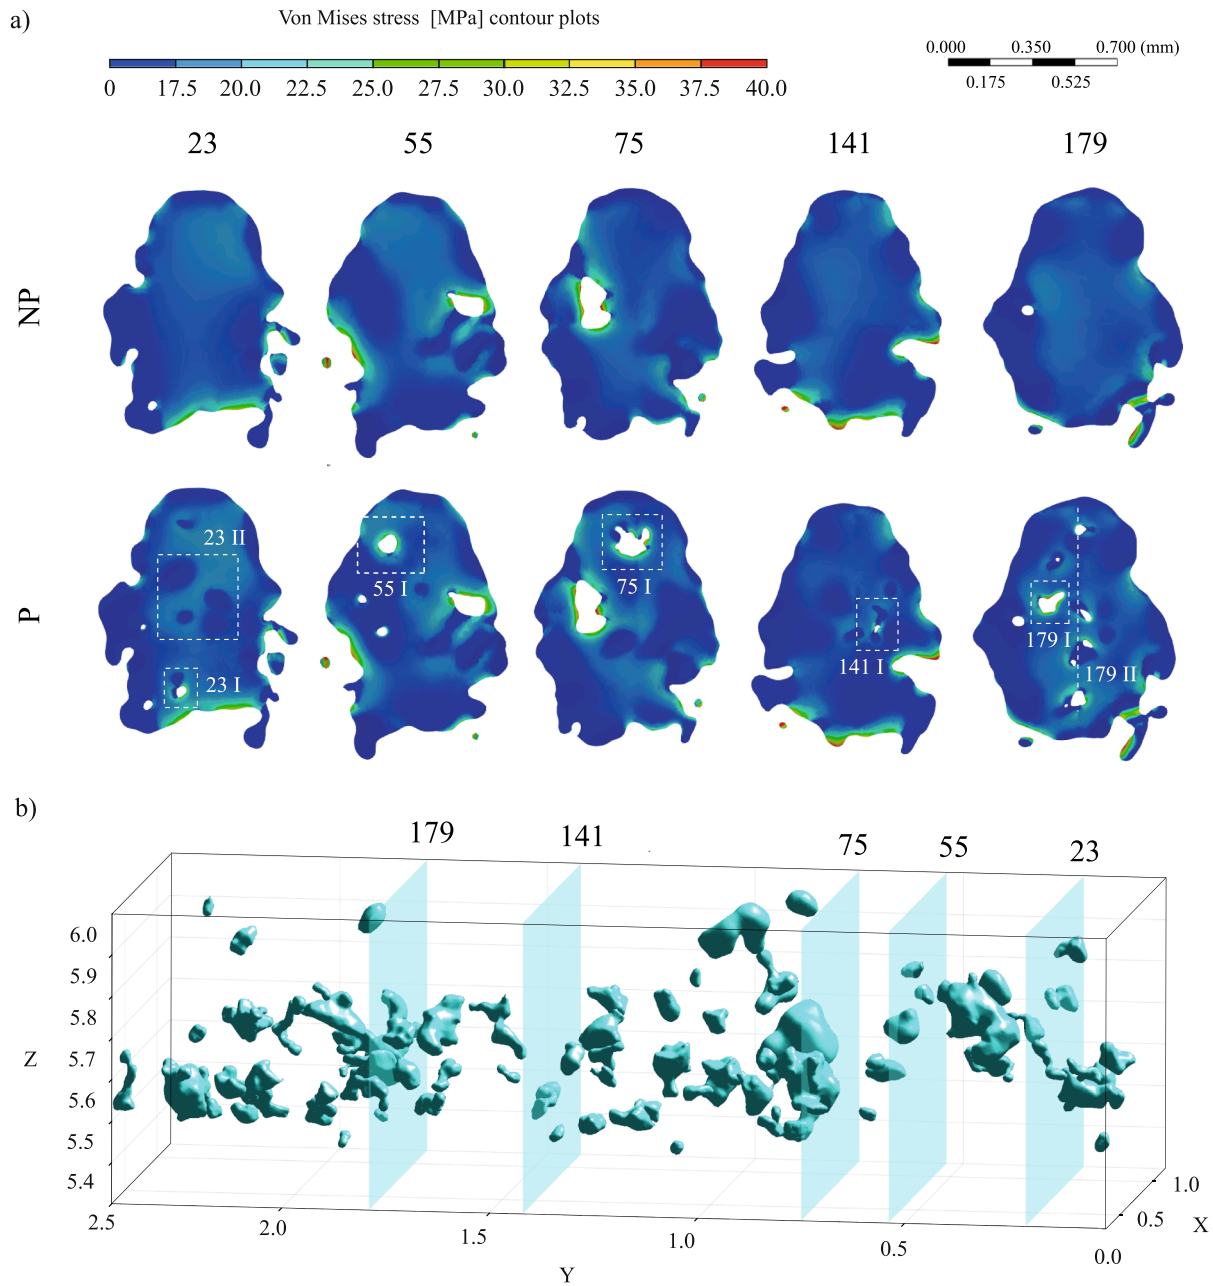 a)
Von Mises stress [MPa] contour plots
0 17.5 20.0 22.5 25.0 27.5 30.0 32.5 35.0 37.5 40.0
0.000 0.350 0.700 (mm)
0.175 0.525
23 55 75 141 179
NP
P
23 II
23 I
55 I
75 I
141 I
179 I
179 II
b)
179 141 75 55 23
6.0
5.9
5.8
5.7
5.6
5.5
5.4
Z
2.5 2.0 1.5 1.0 0.5 0.0
Y
0.5 1.0
X